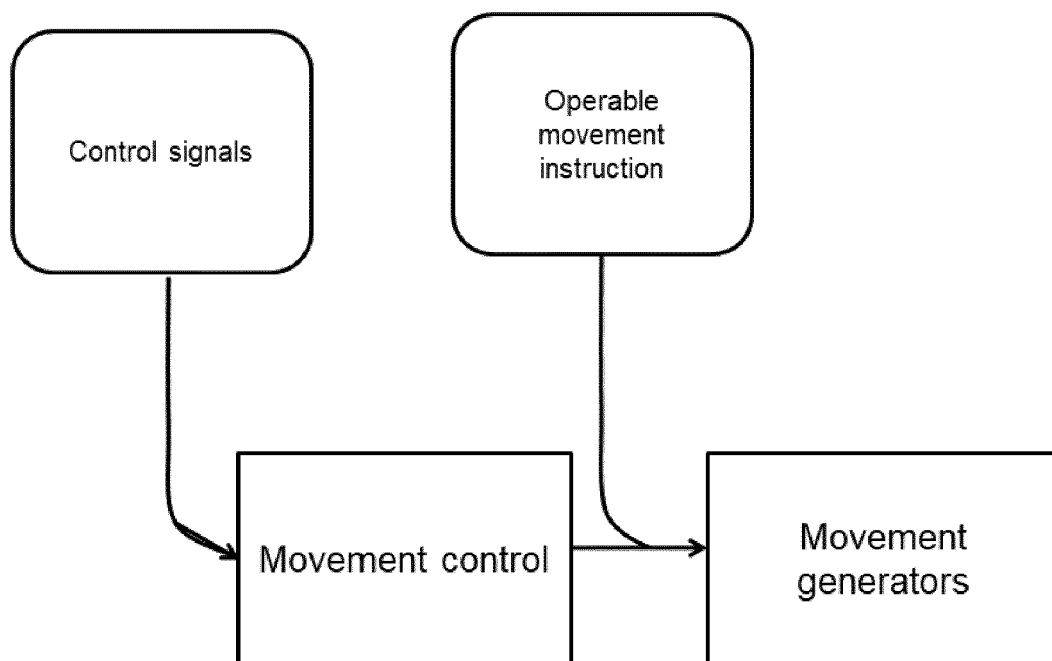 Control signals
Operable
movement
instruction
Movement control
Movement
generators